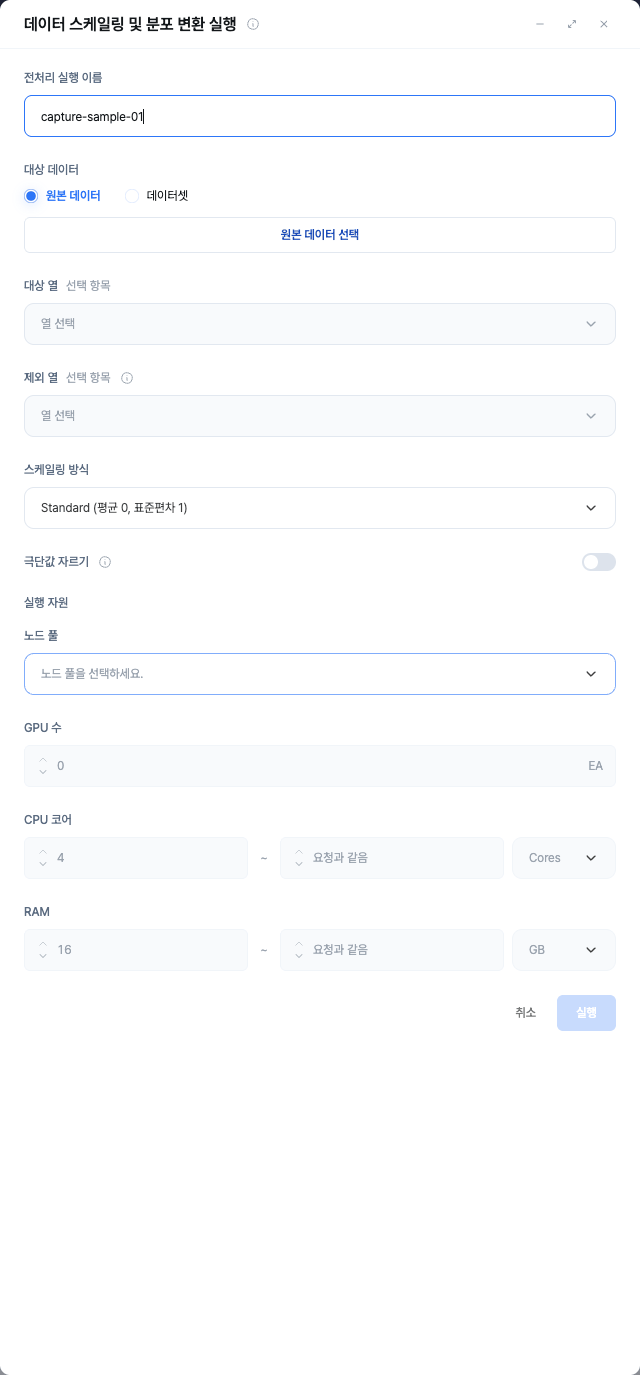 데이터 스케일링 및 분포 변환 실행
전처리 실행 이름
capture-sample-01
대상 데이터
원본 데이터 데이터셋
원본 데이터 선택
대상 열 선택 항목
열 선택
제외 열 선택 항목
열 선택
스케일링 방식
Standard (평균 0, 표준편차 1)
극단값 자르기
실행 자원
노드 풀
노드 풀을 선택하세요.
GPU 수
0 EA
CPU 코어
4 ~ 요청과 같음 Cores
RAM
16 ~ 요청과 같음 GB
취소 실행